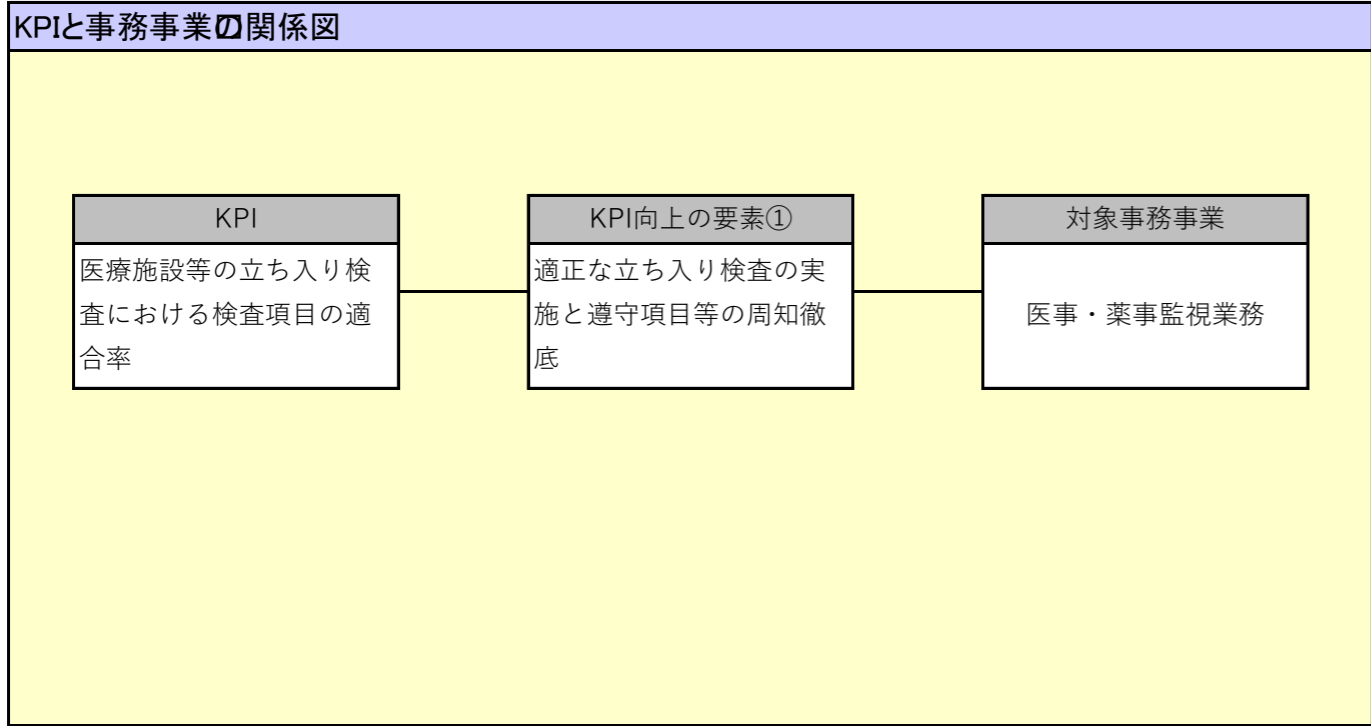 KPIと事務事業の関係図
KPI
医療施設等の立ち入り検
査における検査項目の適
合率
KPI向上の要素①
適正な立ち入り検査の実
施と遵守項目等の周知徹
底
対象事務事業
医事・薬事監視業務